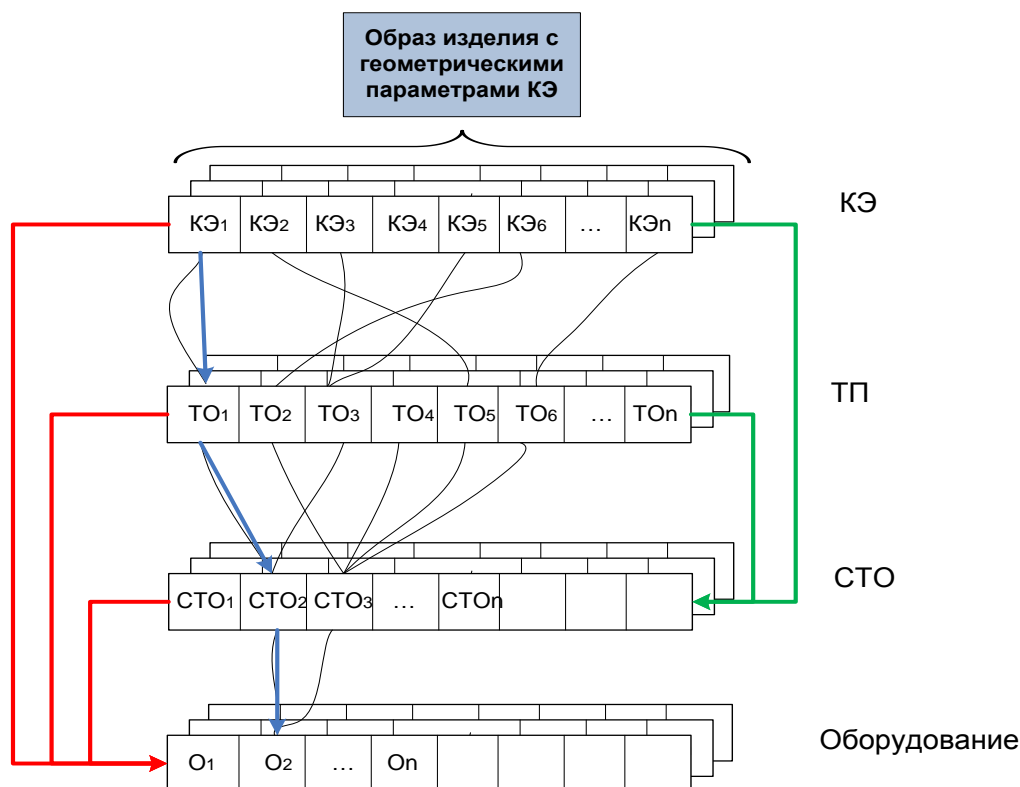 Образ изделия с
геометрическими
параметрами КЭ
КЭ1 КЭ2 КЭ3 КЭ4 КЭ5 КЭ6 … КЭn
КЭ
ТО1 ТО2 ТО3 ТО4 ТО5 ТО6 … ТОn
ТП
СТО1 СТО2 СТО3 … СТОn
СТО
О1 О2 … Оn
Оборудование